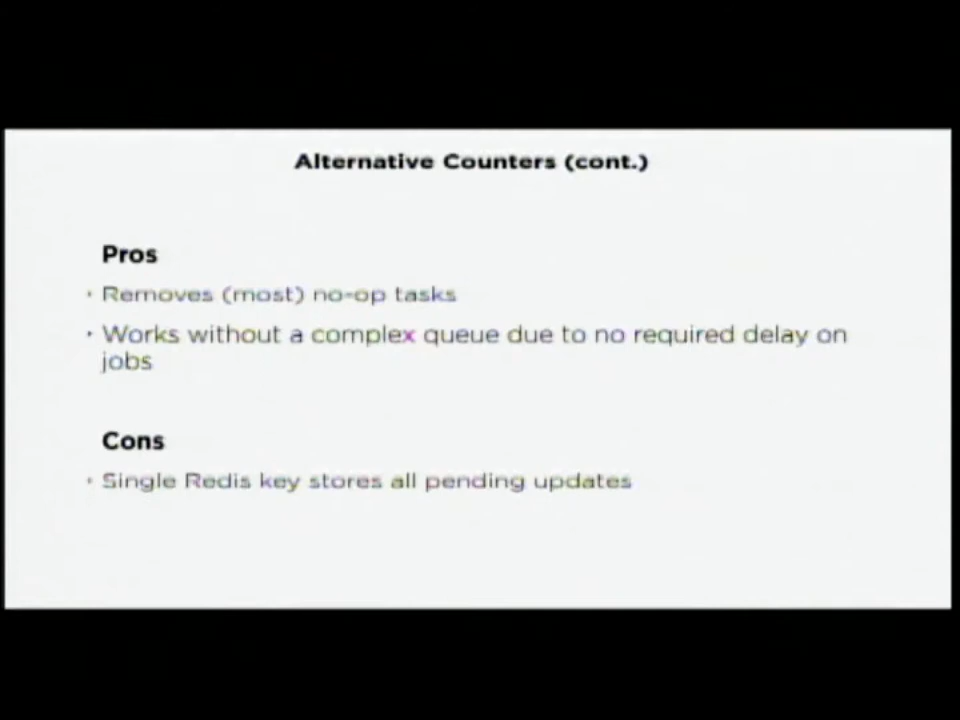 Alternative Counters (cont.)
Pros
· Removes (most) no-op tasks
· Works without a complex queue due to no required delay on
jobs
Cons
· Single Redis key stores all pending updates